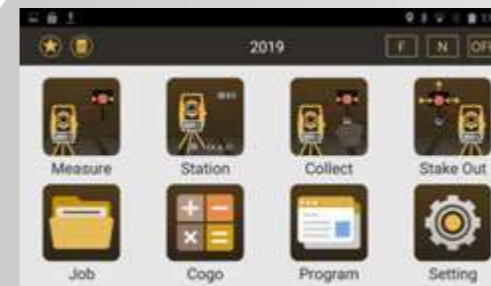 2019 F N OFF
Measure Station Collect Stake Out
Job Cogo Program Setting